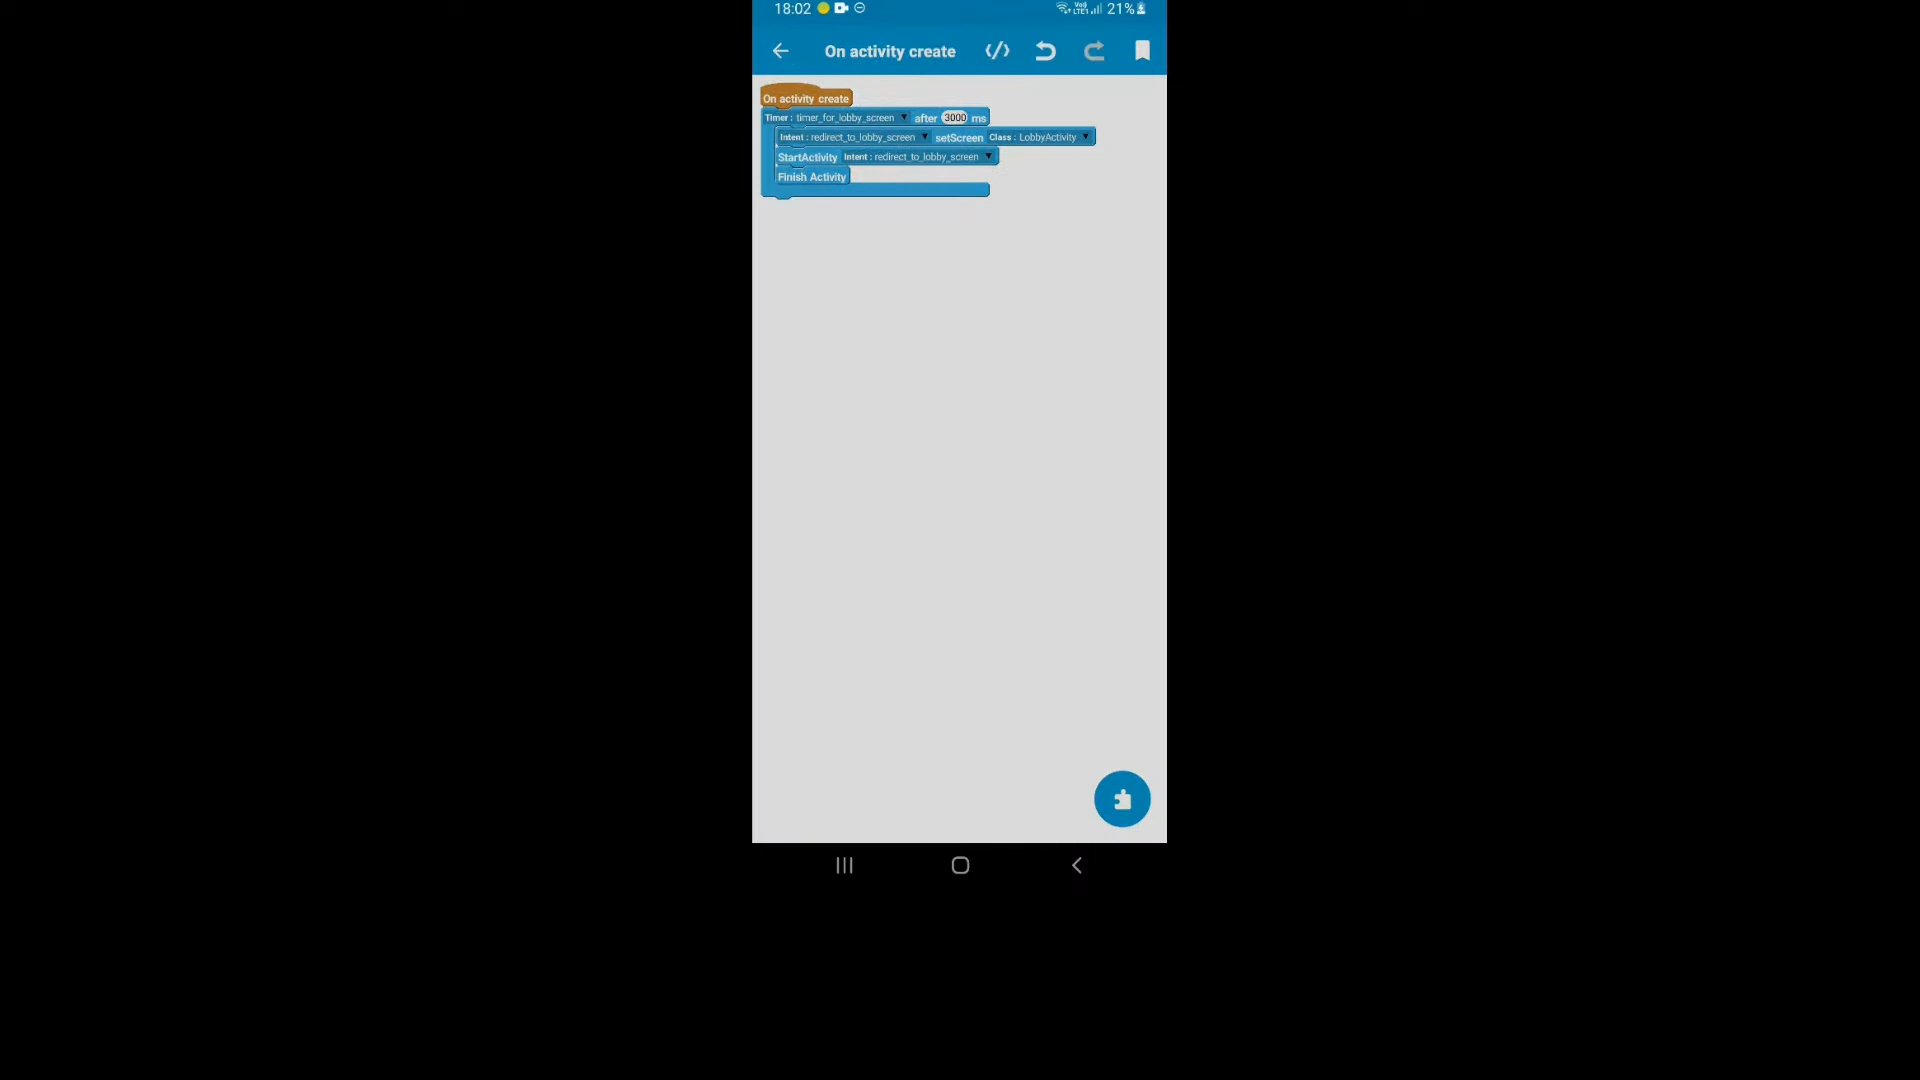 18:02 21%
On activity create </>
On activity create
Timer : timer_for_lobby_screen after 3000 ms
Intent : redirect_to_lobby_screen setScreen Class : LobbyActivity
StartActivity Intent : redirect_to_lobby_screen
Finish Activity